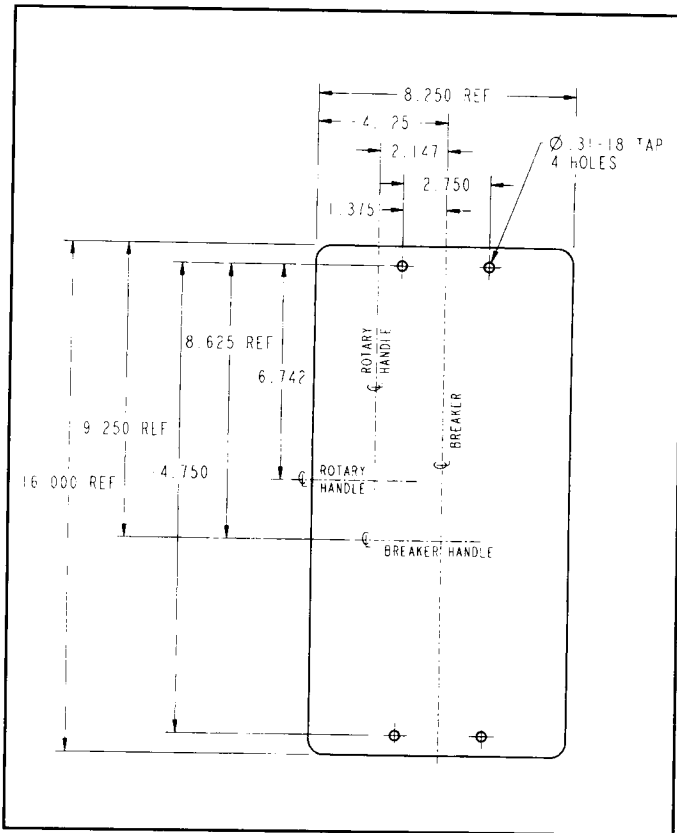 8.250 REF
4. 25
2.147
Ø .31-18 TAP
4 HOLES
2.750
1.375
8.625 REF
6.742
ROTARY
HANDLE
BREAKER
9.250 REF
4.750
16.000 REF
ROTARY
HANDLE
BREAKER HANDLE